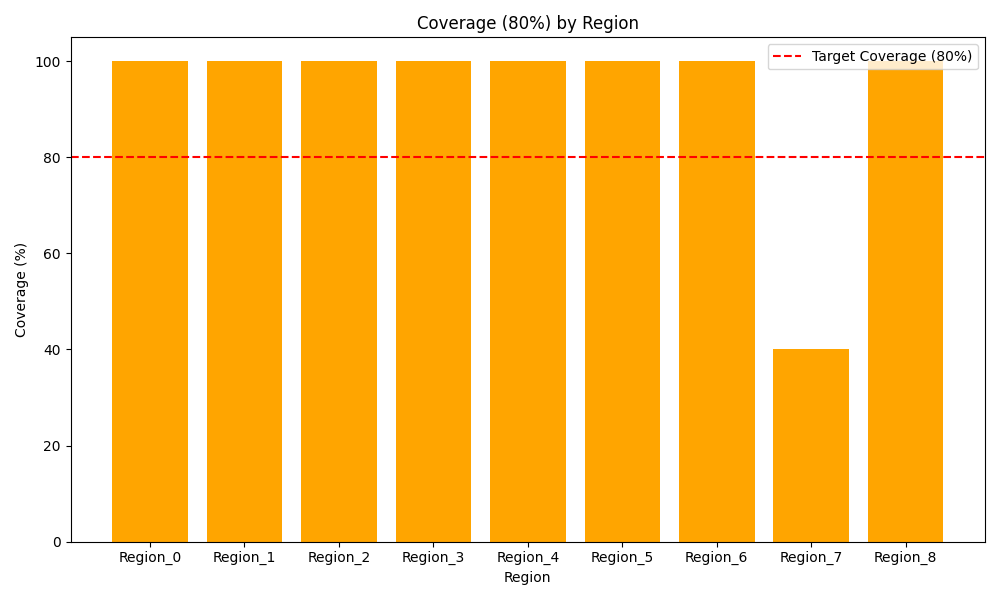 Coverage (80%) by Region
Target Coverage (80%)
100
80
60
40
20
0
Coverage (%)
Region_0 Region_1 Region_2 Region_3 Region_4 Region_5 Region_6 Region_7 Region_8
Region